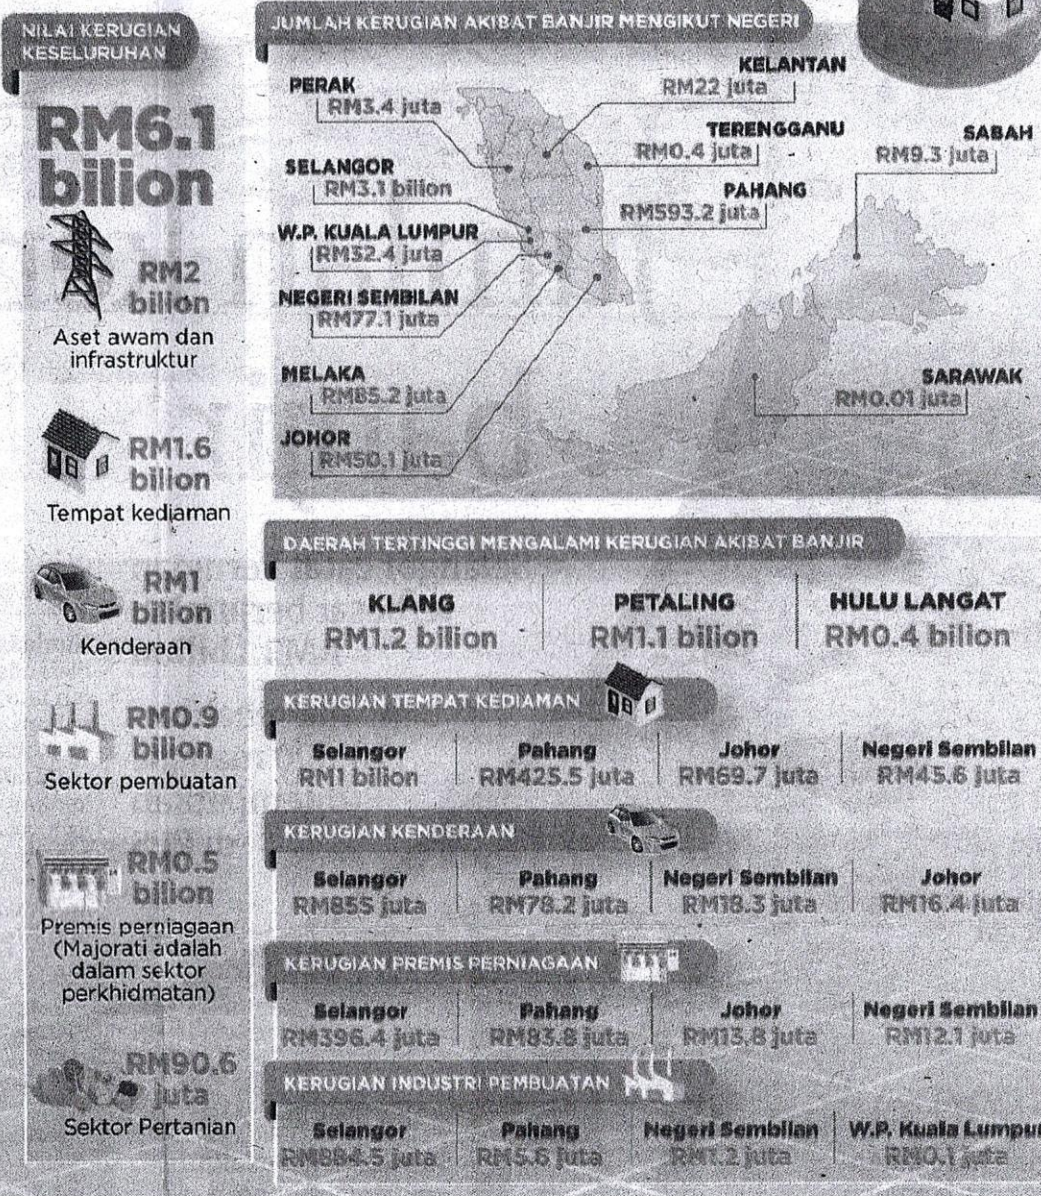 NILAI KERUGIAN
KESELURUHAN
RM6.1
bilion
RM2
bilion
Aset awam dan
infrastruktur
RM1.6
bilion
Tempat kediaman
RM1
bilion
Kenderaan
RM0.9
bilion
Sektor pembuatan
RM0.5
bilion
Premis perniagaan
(Majorati adalah
dalam sektor
perkhidmatan)
RM90.6
juta
Sektor Pertanian
JUMLAH KERUGIAN AKIBAT BANJIR MENGIKUT NEGERI
PERAK
RM3.4 juta
SELANGOR
RM3.1 bilion
W.P. KUALA LUMPUR
RM32.4 juta
NEGERI SEMBILAN
RM77.1 juta
MELAKA
RM85.2 juta
JOHOR
RM50.1 juta
KELANTAN
RM22 juta
TERENGGANU
RM0.4 juta
PAHANG
RM593.2 juta
SABAH
RM9.3 juta
SARAWAK
RM0.01 juta
DAERAH TERTINGGI MENGALAMI KERUGIAN AKIBAT BANJIR
KLANG PETALING HULU LANGAT
RM1.2 bilion RM1.1 bilion RM0.4 bilion
KERUGIAN TEMPAT KEDIAMAN
Selangor Pahang Johor Negeri Sembilan
RM1 bilion RM425.5 juta RM69.7 juta RM45.6 juta
KERUGIAN KENDERAAN
Selangor Pahang Negeri Sembilan Johor
RM855 juta RM78.2 juta RM18.3 juta RM16.4 juta
KERUGIAN PREMIS PERNIAGAAN
Selangor Pahang Johor Negeri Sembilan
RM396.4 juta RM83.8 juta RM13.8 juta RM12.1 juta
KERUGIAN INDUSTRI PEMBUATAN
Selangor Pahang Negeri Sembilan W.P. Kuala Lumpur
RM884.5 juta RM5.6 juta RM1.2 juta RM0.1 juta